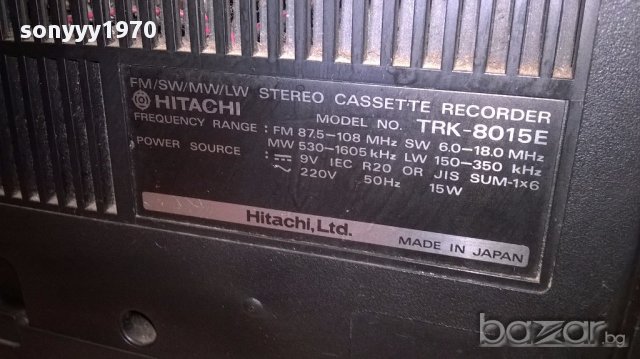 sonyyy1970
FM/SW/MW/LW STEREO CASSETTE RECORDER
HITACHI MODEL NO. TRK-8015E
FREQUENCY RANGE : FM 87.5-108 MHz SW 6.0-18.0 MHz
MW 530-1605 kHz LW 150-350 kHz
POWER SOURCE : ⎓ 9V IEC R20 OR JIS SUM-1×6
~ 220V 50Hz 15W
Hitachi, Ltd. MADE IN JAPAN
bazar.bg